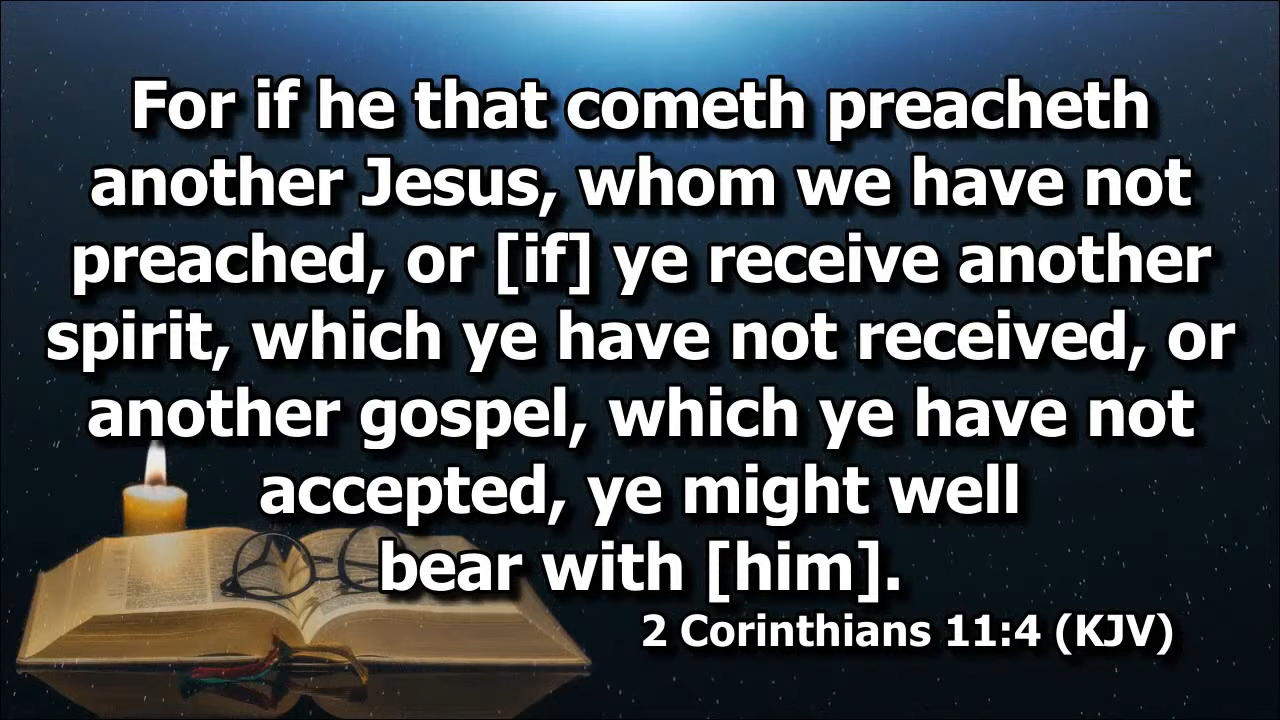 For if he that cometh preacheth
another Jesus, whom we have not
preached, or [if] ye receive another
spirit, which ye have not received, or
another gospel, which ye have not
accepted, ye might well
bear with [him].
2 Corinthians 11:4 (KJV)